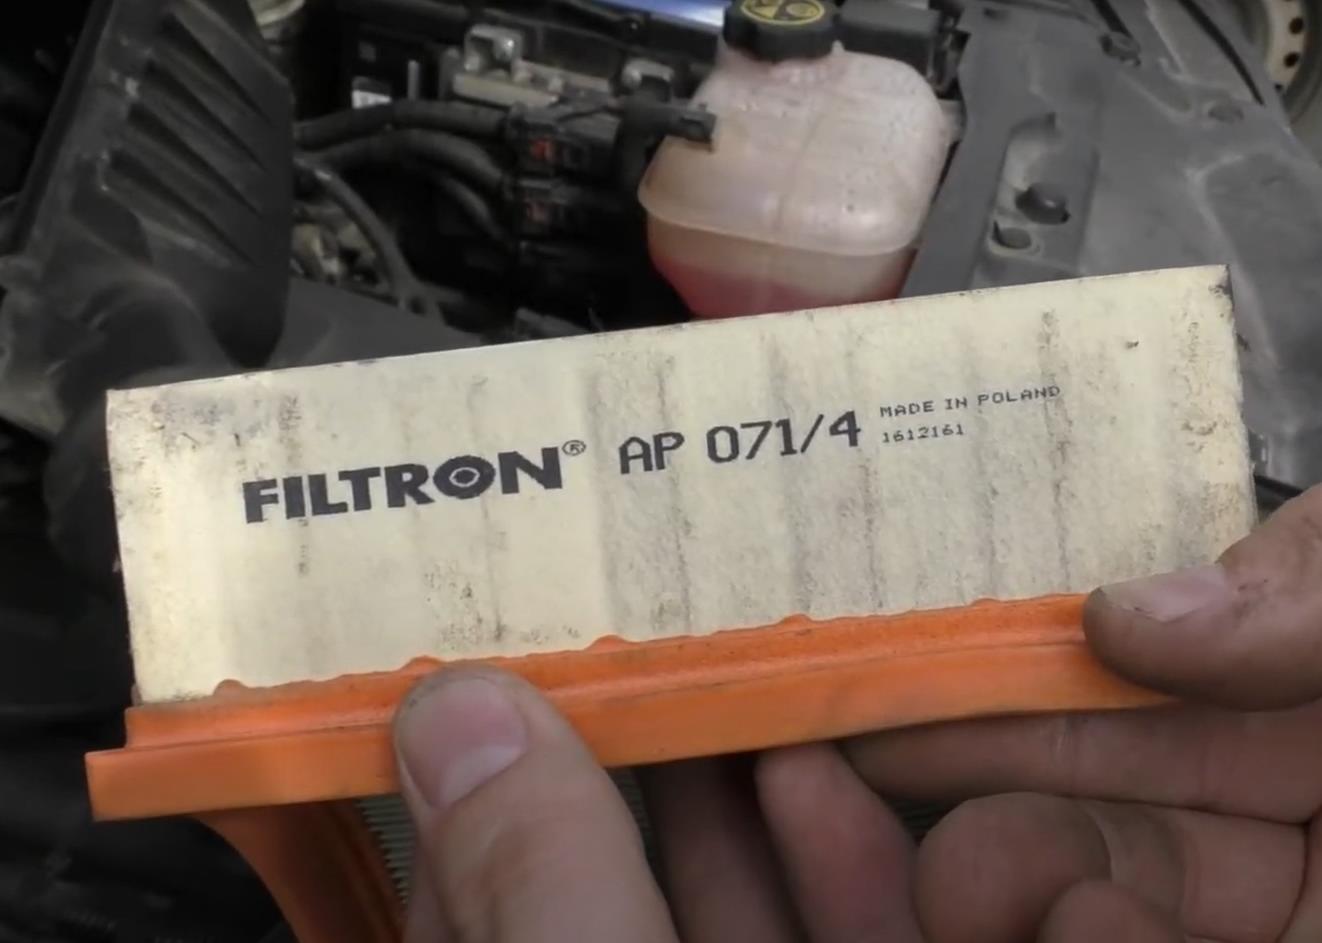 FILTRON® AP 071/4 MADE IN POLAND
1612161